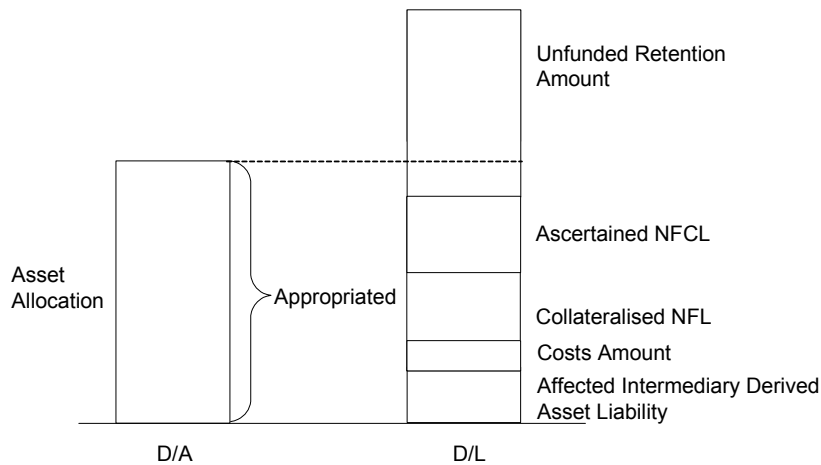 Unfunded Retention
Amount
Ascertained NFCL
Asset
Allocation
Appropriated
Collateralised NFL
Costs Amount
Affected Intermediary Derived
Asset Liability
D/A
D/L